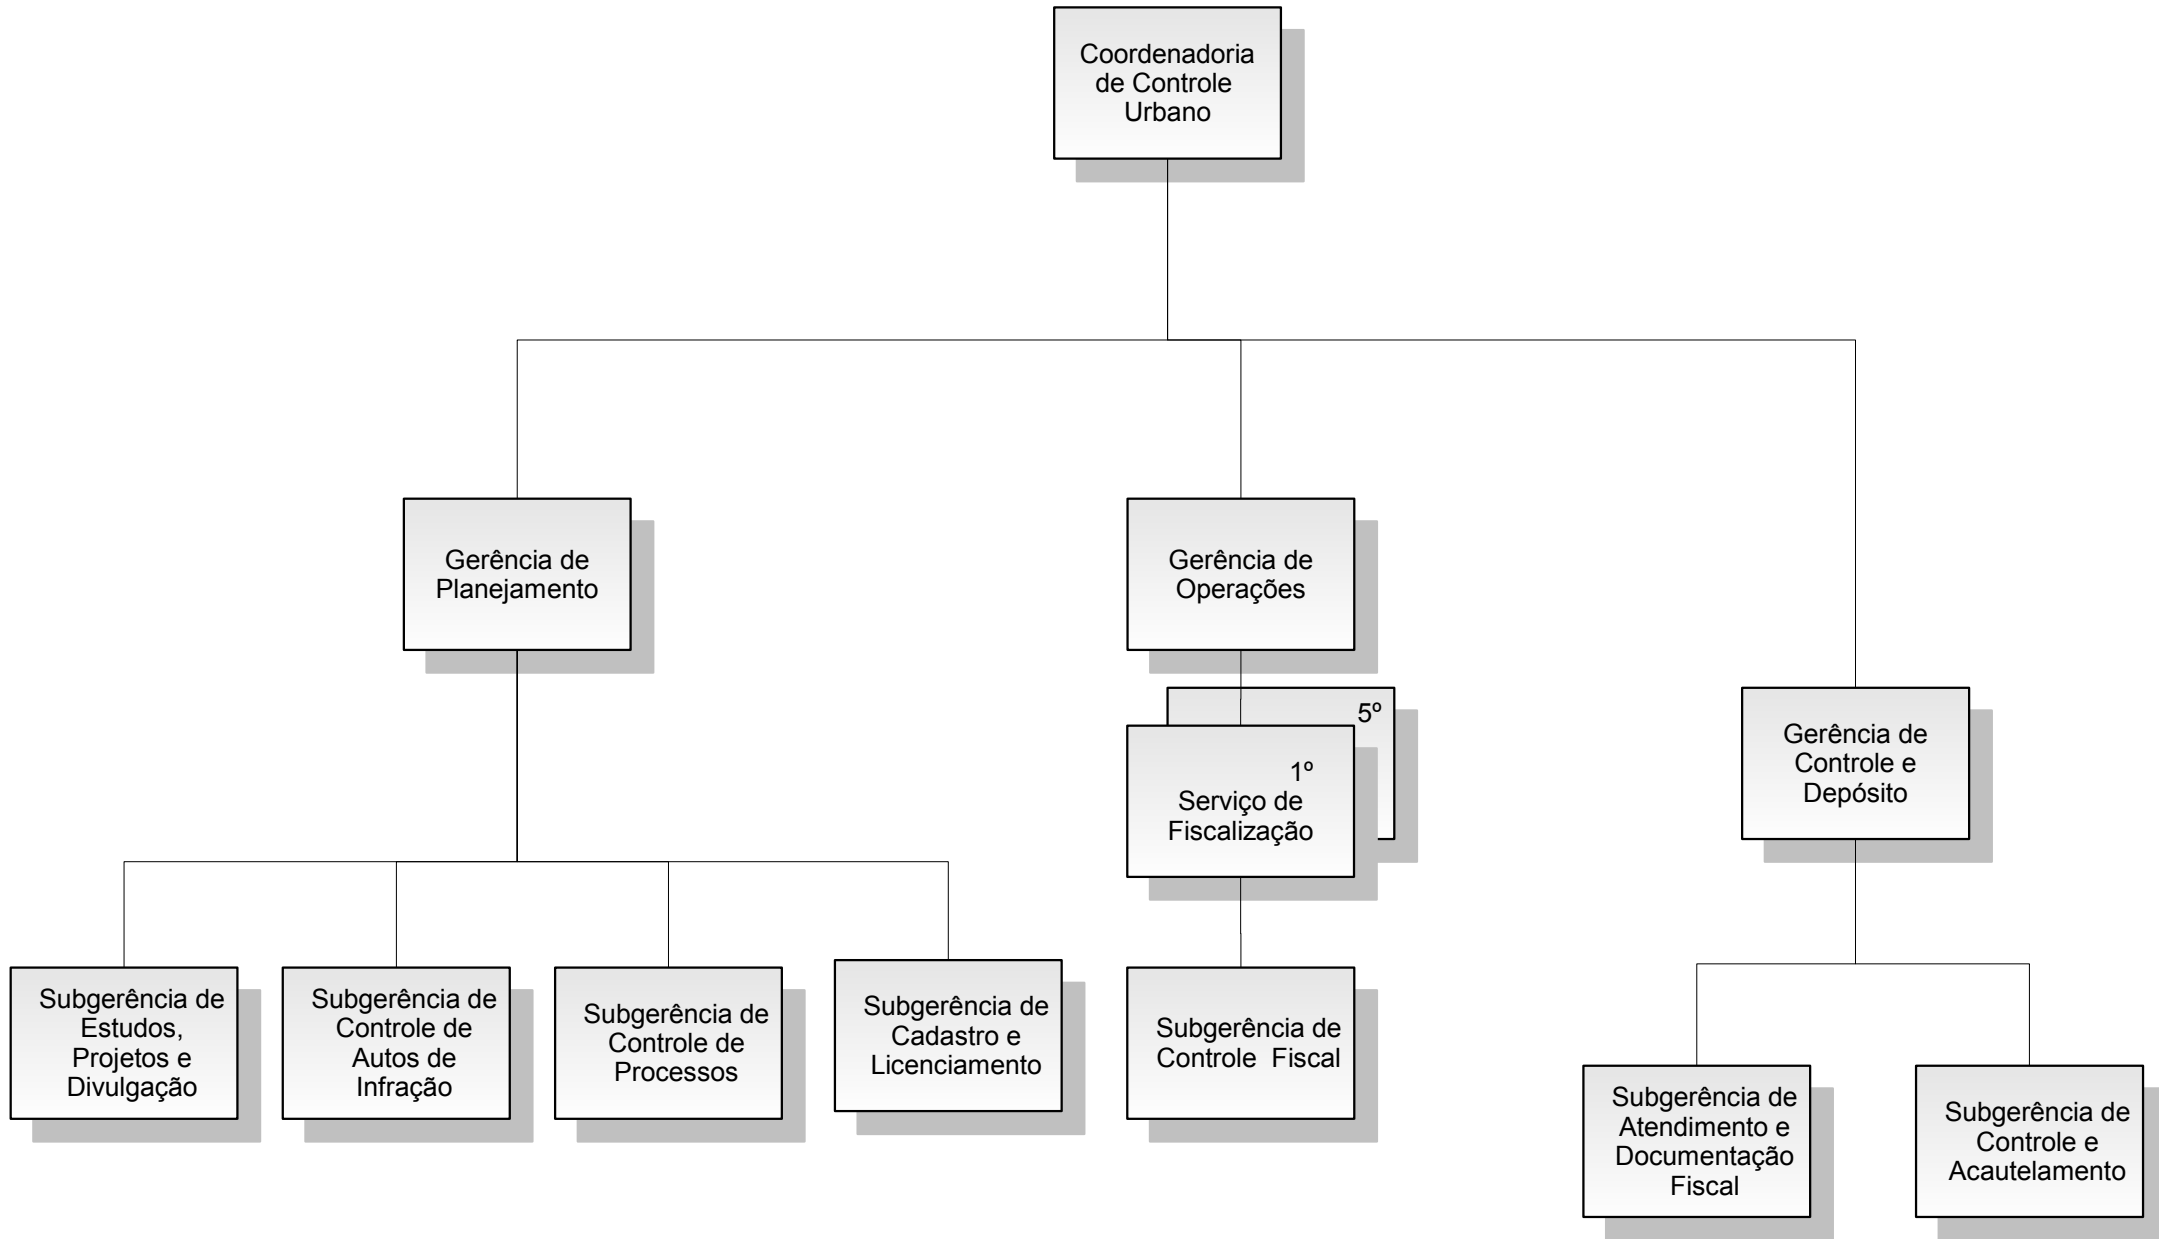 Coordenadoria
de Controle
Urbano
Gerência de
Planejamento
Gerência de
Operações
5º
1º
Serviço de
Fiscalização
Gerência de
Controle e
Depósito
Subgerência de
Estudos,
Projetos e
Divulgação
Subgerência de
Controle de
Autos de
Infração
Subgerência de
Controle de
Processos
Subgerência de
Cadastro e
Licenciamento
Subgerência de
Controle  Fiscal
Subgerência de
Atendimento e
Documentação
Fiscal
Subgerência de
Controle e
Acautelamento